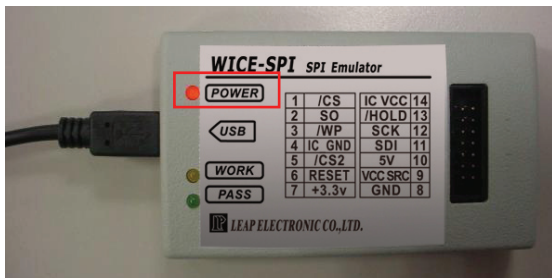 WICE-SPI SPI Emulator
POWER
USB
WORK
PASS
1 /CS IC VCC 14
2 SO /HOLD 13
3 /WP SCK 12
4 IC GND SDI 11
5 /CS2 5V 10
6 RESET VCC SRC 9
7 +3.3v GND 8
LEAP ELECTRONIC CO.,LTD.